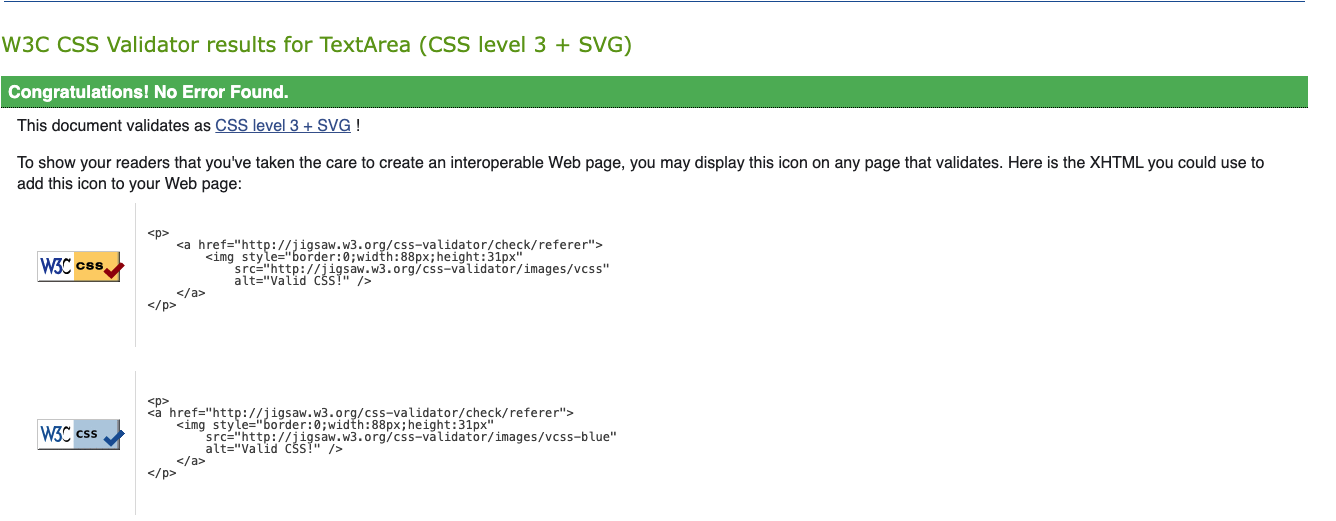 W3C CSS Validator results for TextArea (CSS level 3 + SVG)
Congratulations! No Error Found.
This document validates as CSS level 3 + SVG !
To show your readers that you've taken the care to create an interoperable Web page, you may display this icon on any page that validates. Here is the XHTML you could use to
add this icon to your Web page:
W3C css
<p>
    <a href="http://jigsaw.w3.org/css-validator/check/referer">
        <img style="border:0;width:88px;height:31px"
            src="http://jigsaw.w3.org/css-validator/images/vcss"
            alt="Valid CSS!" />
    </a>
</p>
W3C css
<p>
<a href="http://jigsaw.w3.org/css-validator/check/referer">
    <img style="border:0;width:88px;height:31px"
        src="http://jigsaw.w3.org/css-validator/images/vcss-blue"
        alt="Valid CSS!" />
    </a>
</p>